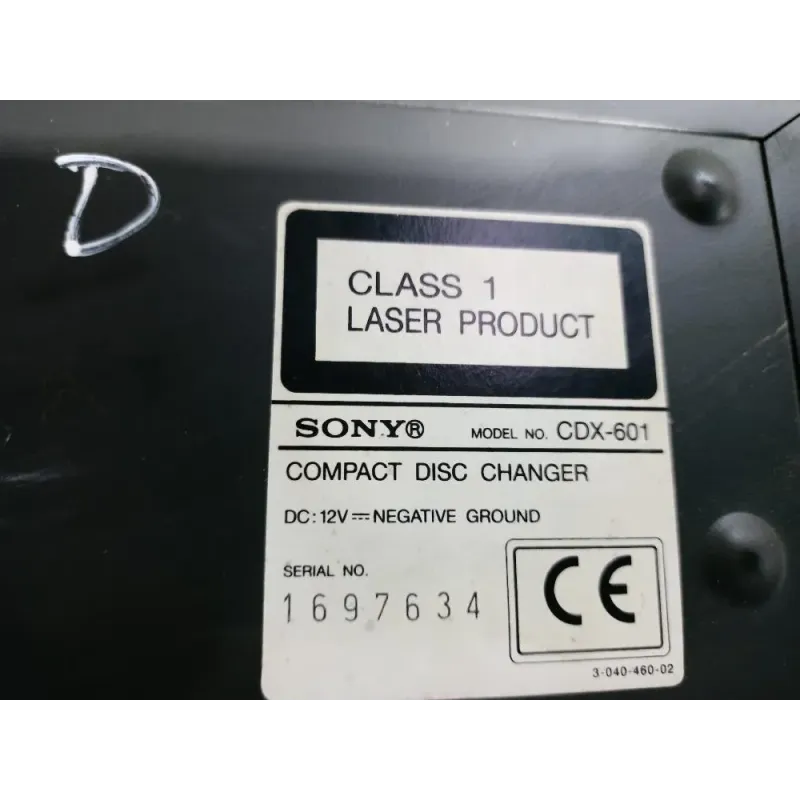 D
CLASS 1
LASER PRODUCT
SONY® MODEL NO. CDX-601
COMPACT DISC CHANGER
DC:12V⎓NEGATIVE GROUND
SERIAL NO.
1697634
CE
3-040-460-02